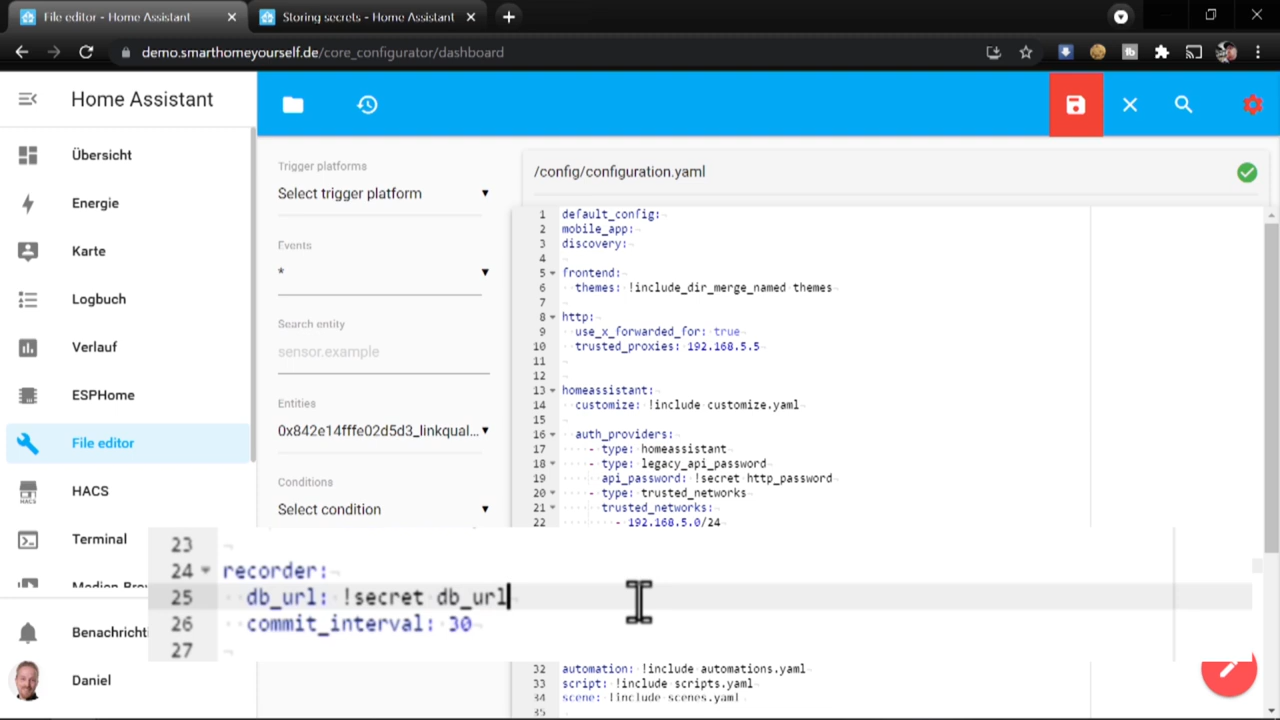 File editor - Home Assistant
Storing secrets - Home Assistant
demo.smarthomeyourself.de/core_configurator/dashboard
Home Assistant
Übersicht
Energie
Karte
Logbuch
Verlauf
ESPHome
File editor
HACS
Terminal
Benachrichti
Daniel
Trigger platforms
Select trigger platform
Events
*
Search entity
sensor.example
Entities
0x842e14fffe02d5d3_linkqual...
Conditions
Select condition
/config/configuration.yaml
1 default_config:
2 mobile_app:
3 discovery:
4
5 frontend:
6 themes: !include_dir_merge_named themes
7
8 http:
9 use_x_forwarded_for: true
10 trusted_proxies: 192.168.5.5
11
12
13 homeassistant:
14 customize: !include customize.yaml
15
16 auth_providers:
17 - type: homeassistant
18 - type: legacy_api_password
19 api_password: !secret http_password
20 - type: trusted_networks
21 trusted_networks:
22 - 192.168.5.0/24
23
24 recorder:
25 db_url: !secret db_url
26 commit_interval: 30
27
32 automation: !include automations.yaml
33 script: !include scripts.yaml
34 scene: !include scenes.yaml
35